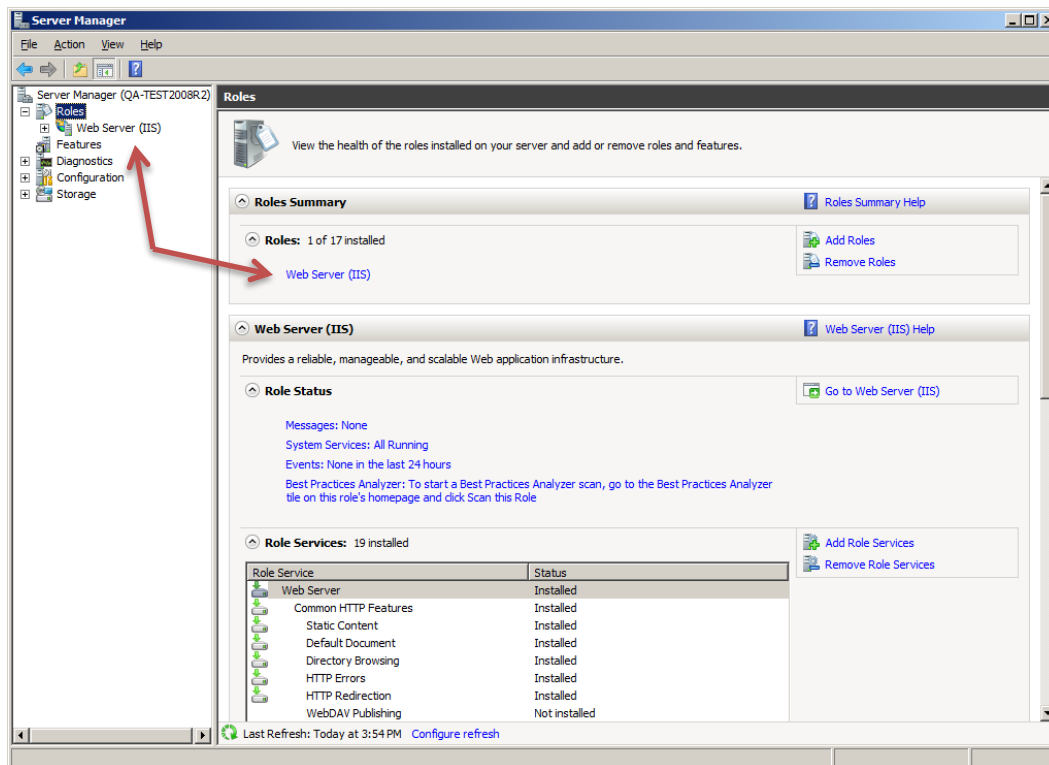 Server Manager
File Action View Help
Server Manager (QA-TEST2008R2)
Roles
Web Server (IIS)
Features
Diagnostics
Configuration
Storage
Roles
View the health of the roles installed on your server and add or remove roles and features.
Roles Summary
Roles Summary Help
Roles: 1 of 17 installed
Add Roles
Remove Roles
Web Server (IIS)
Web Server (IIS)
Web Server (IIS) Help
Provides a reliable, manageable, and scalable Web application infrastructure.
Role Status
Go to Web Server (IIS)
Messages: None
System Services: All Running
Events: None in the last 24 hours
Best Practices Analyzer: To start a Best Practices Analyzer scan, go to the Best Practices Analyzer
tile on this role's homepage and click Scan this Role
Role Services: 19 installed
Add Role Services
Remove Role Services
Role Service Status
Web Server Installed
Common HTTP Features Installed
Static Content Installed
Default Document Installed
Directory Browsing Installed
HTTP Errors Installed
HTTP Redirection Installed
WebDAV Publishing Not installed
Last Refresh: Today at 3:54 PM Configure refresh